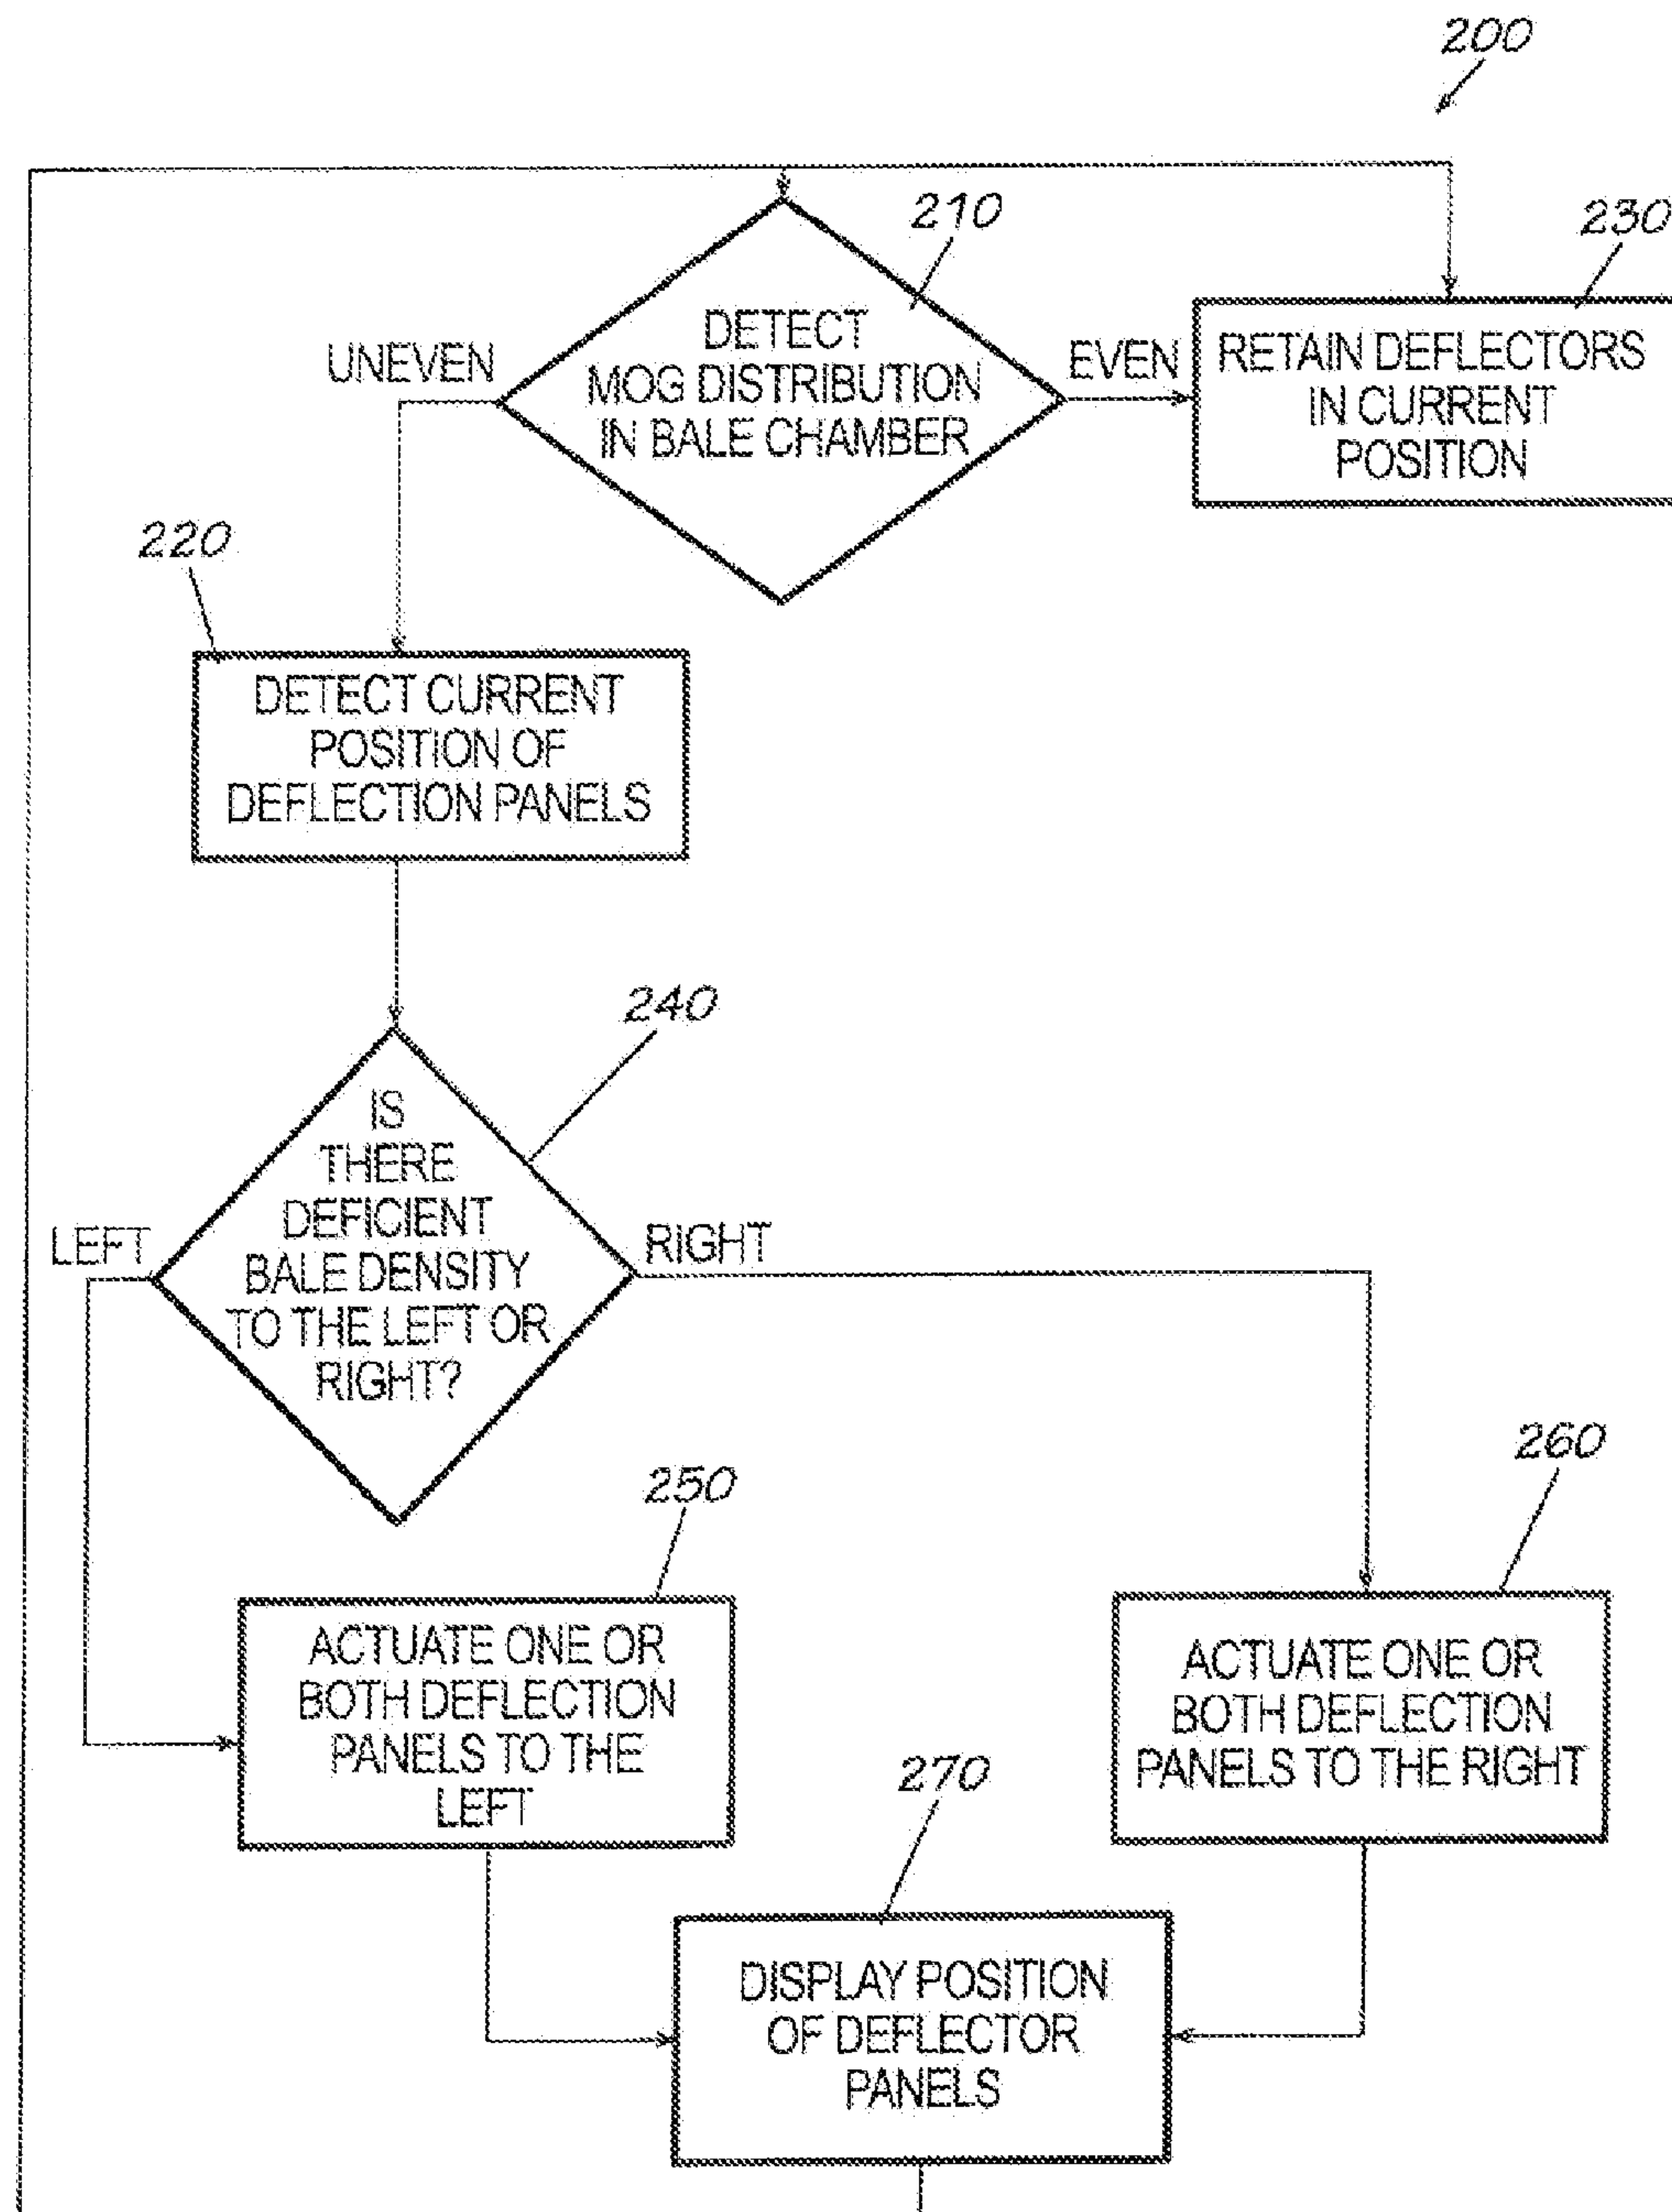 200
210
230
DETECT
MOG DISTRIBUTION
IN BALE CHAMBER
UNEVEN
EVEN
RETAIN DEFLECTORS
IN CURRENT
POSITION
220
DETECT CURRENT
POSITION OF
DEFLECTION PANELS
240
IS
THERE
DEFICIENT
BALE DENSITY
TO THE LEFT OR
RIGHT?
LEFT
RIGHT
250
260
ACTUATE ONE OR
BOTH DEFLECTION
PANELS TO THE
LEFT
ACTUATE ONE OR
BOTH DEFLECTION
PANELS TO THE RIGHT
270
DISPLAY POSITION
OF DEFLECTOR
PANELS